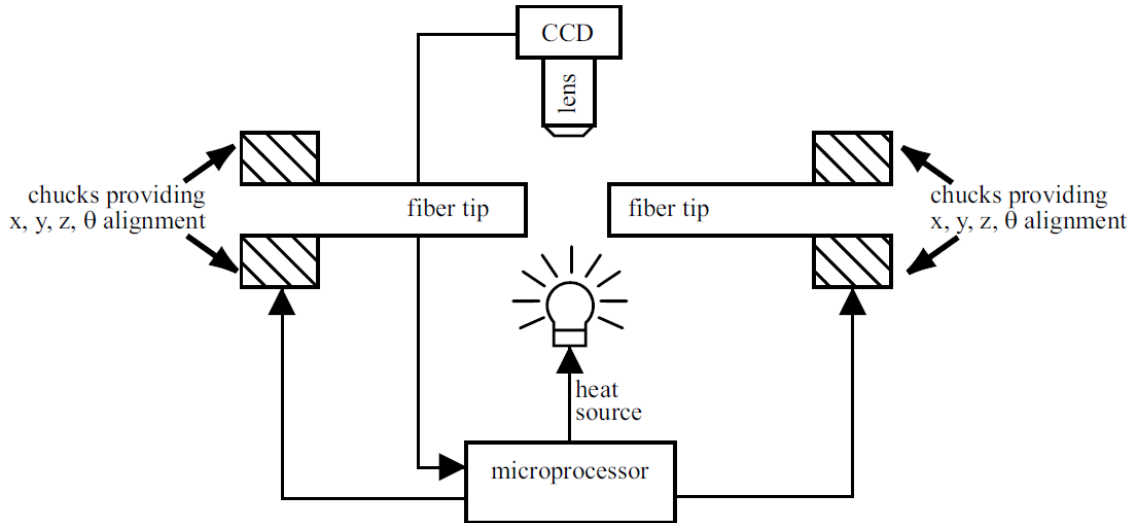 CCD
lens
chucks providing
x, y, z, θ alignment
fiber tip
fiber tip
chucks providing
x, y, z, θ alignment
heat
source
microprocessor